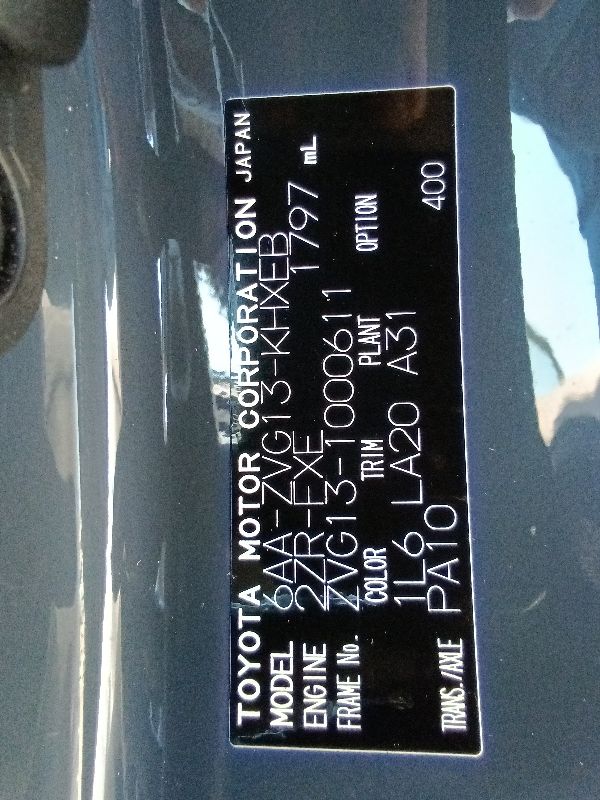 TOYOTA MOTOR CORPORATION JAPAN
MODEL 6AA-ZVG13-KHXEB
ENGINE 2ZR-FXE 1797 mL
FRAME No. ZVG13-1000611
COLOR TRIM PLANT OPTION
1L6 LA20 A31
TRANS./AXLE PA10 400